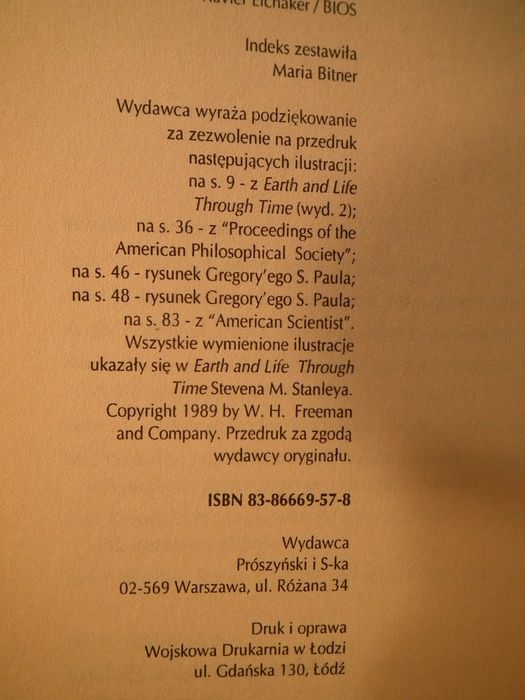 Xavier Eichaker / BIOS
Indeks zestawiła
Maria Bitner
Wydawca wyraża podziękowanie
za zezwolenie na przedruk
następujących ilustracji:
na s. 9 - z Earth and Life
Through Time (wyd. 2);
na s. 36 - z "Proceedings of the
American Philosophical Society";
na s. 46 - rysunek Gregory'ego S. Paula;
na s. 48 - rysunek Gregory'ego S. Paula;
na s. 83 - z "American Scientist".
Wszystkie wymienione ilustracje
ukazały się w Earth and Life Through
Time Stevena M. Stanleya.
Copyright 1989 by W. H. Freeman
and Company. Przedruk za zgodą
wydawcy oryginału.
ISBN 83-86669-57-8
Wydawca
Prószyński i S-ka
02-569 Warszawa, ul. Różana 34
Druk i oprawa
Wojskowa Drukarnia w Łodzi
ul. Gdańska 130, Łódź